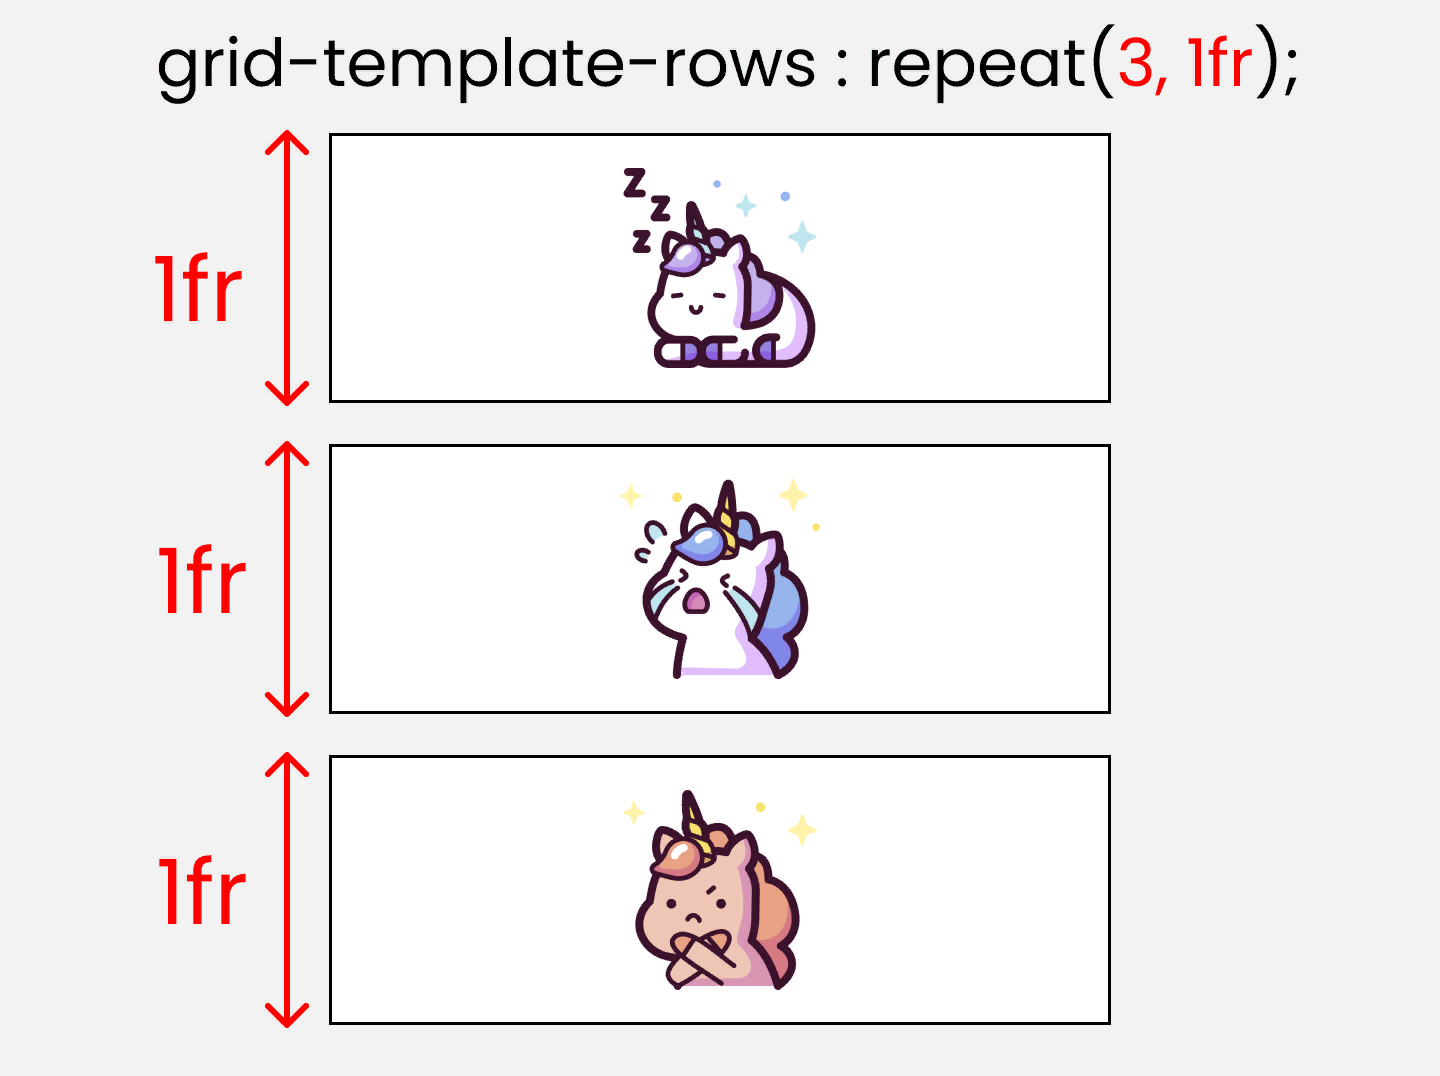 grid-template-rows : repeat(3, 1fr);
z
z
z
1fr
1fr
1fr